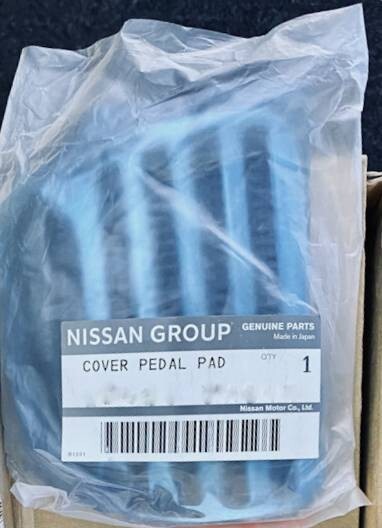 NISSAN GROUP GENUINE PARTS
Made in Japan
COVER PEDAL PAD QTY 1
Nissan Motor Co., Ltd.